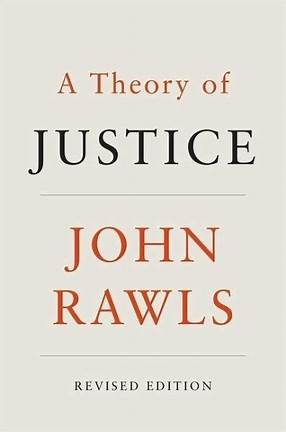 A Theory of
JUSTICE
JOHN
RAWLS
REVISED EDITION